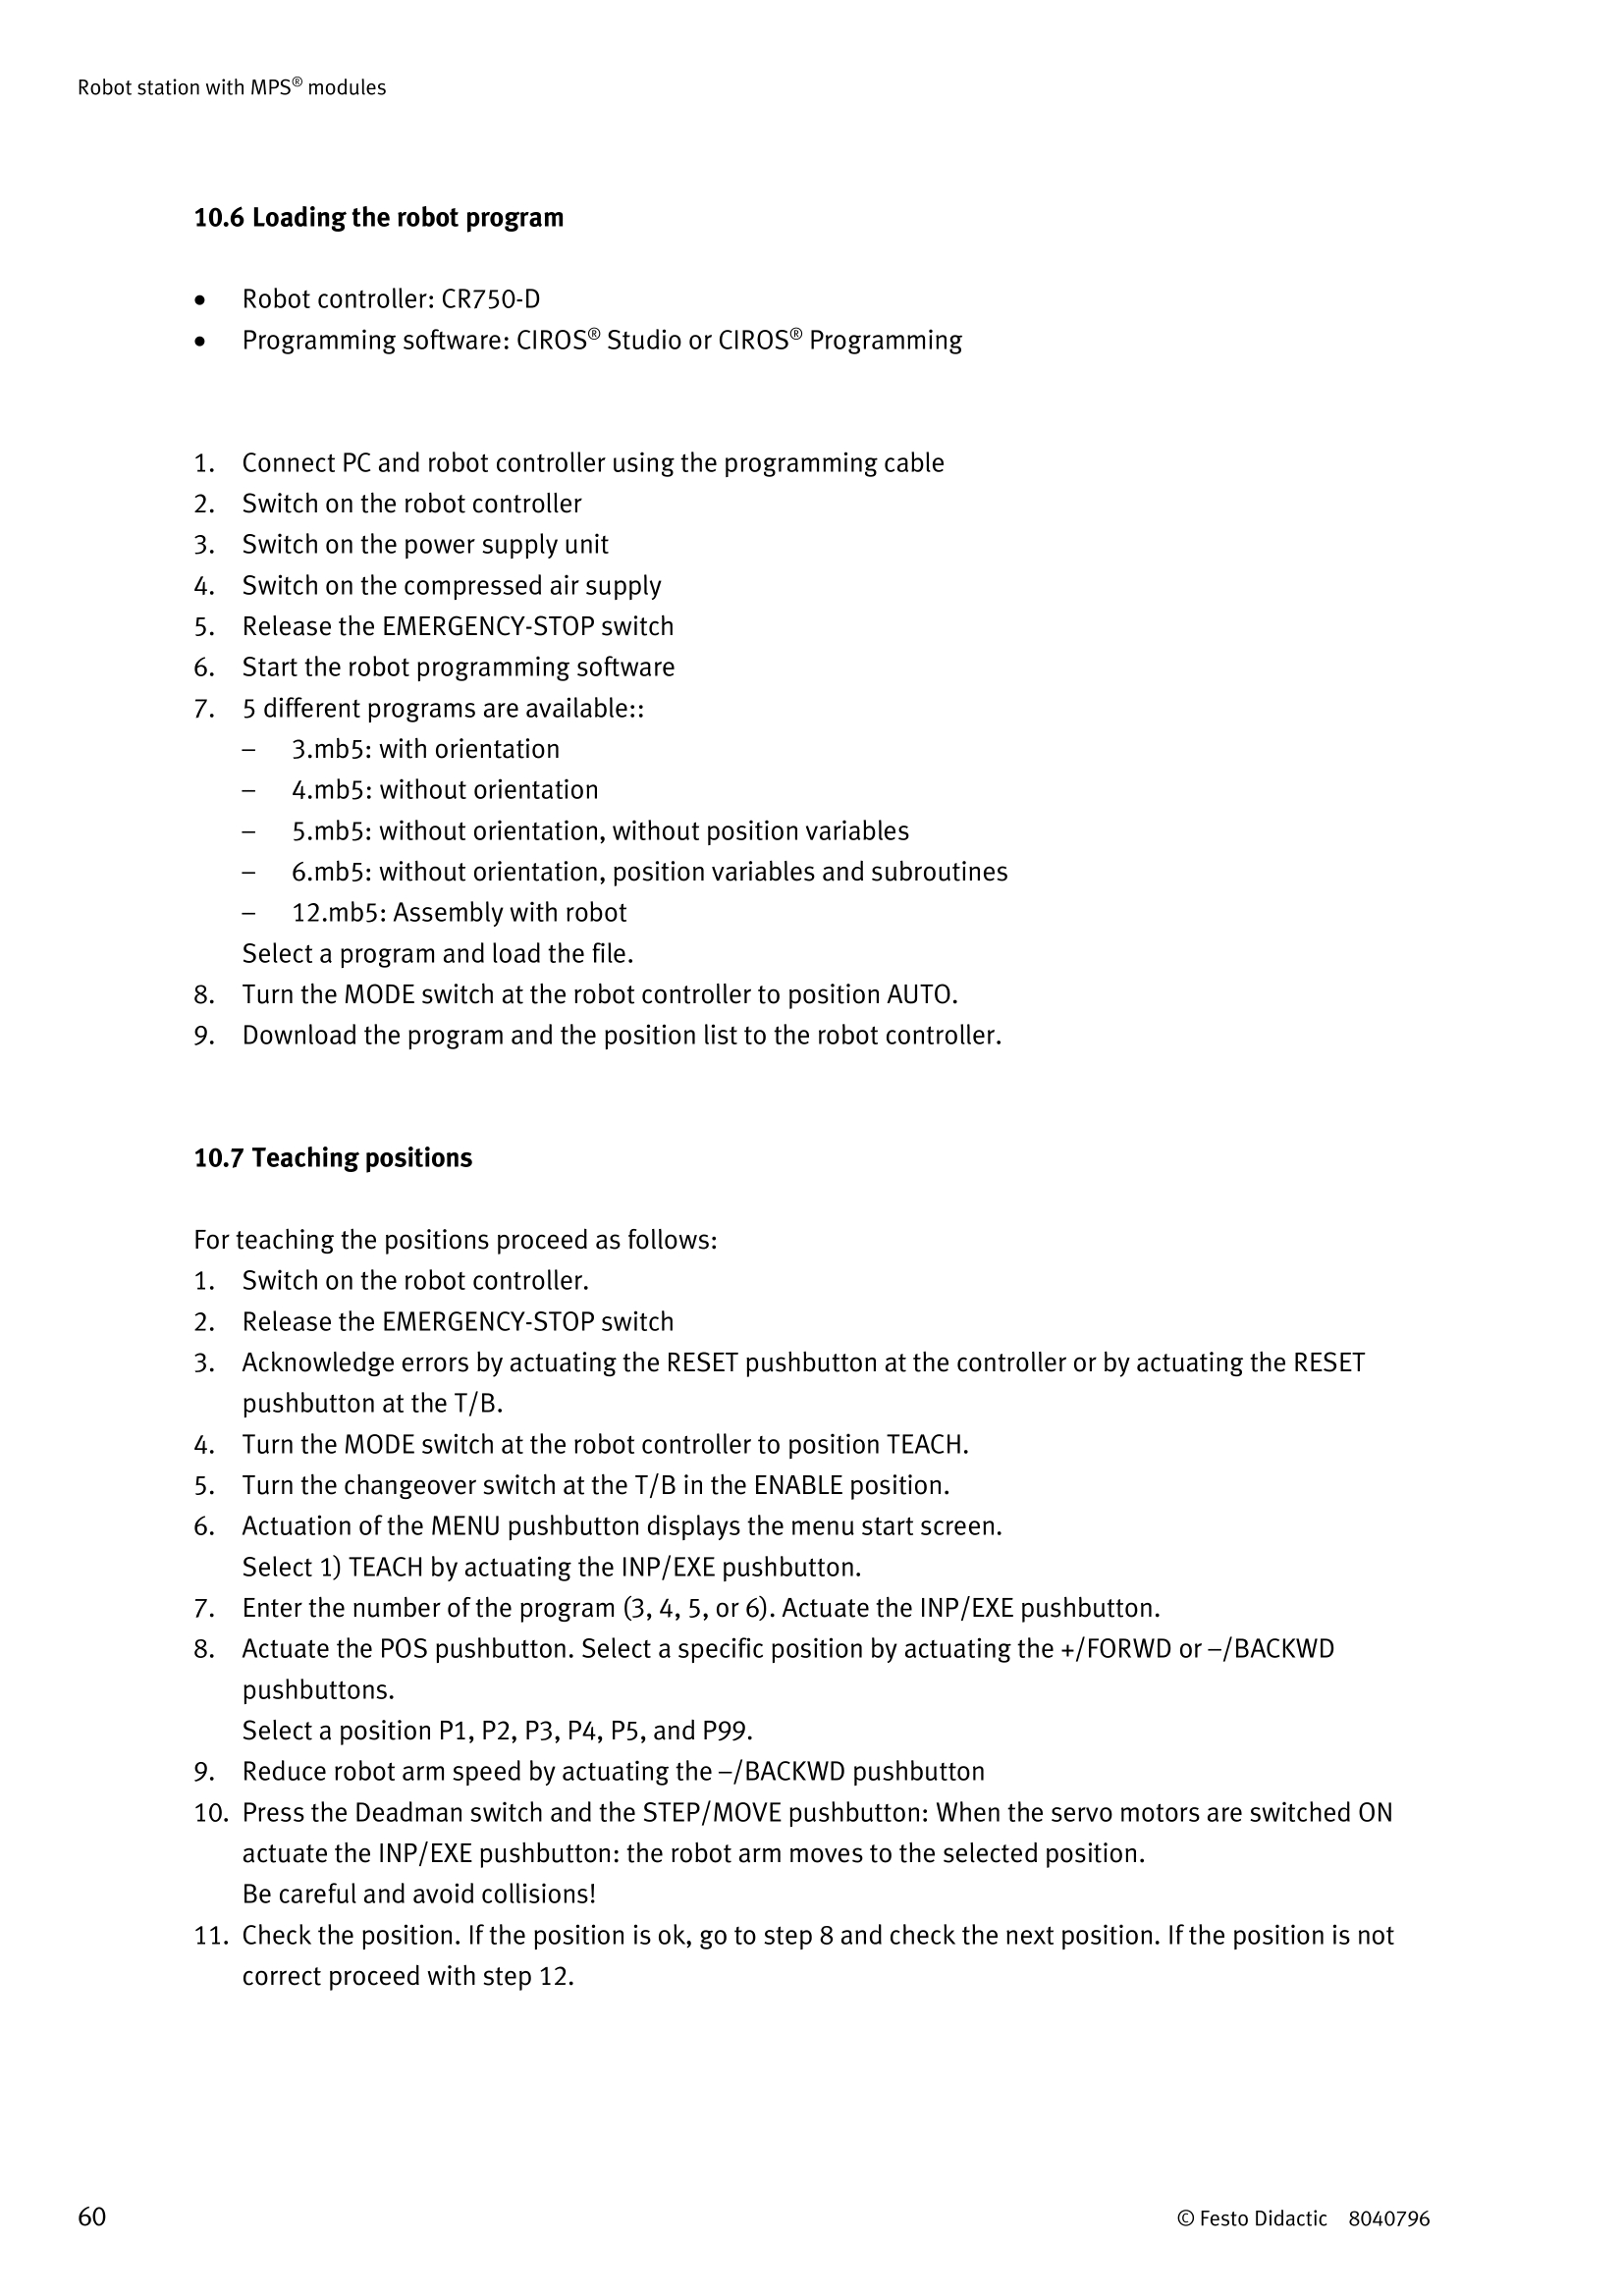 Robot station with MPS® modules
10.6 Loading the robot program
• Robot controller: CR750-D
• Programming software: CIROS® Studio or CIROS® Programming
1. Connect PC and robot controller using the programming cable
2. Switch on the robot controller
3. Switch on the power supply unit
4. Switch on the compressed air supply
5. Release the EMERGENCY-STOP switch
6. Start the robot programming software
7. 5 different programs are available::
– 3.mb5: with orientation
– 4.mb5: without orientation
– 5.mb5: without orientation, without position variables
– 6.mb5: without orientation, position variables and subroutines
– 12.mb5: Assembly with robot
Select a program and load the file.
8. Turn the MODE switch at the robot controller to position AUTO.
9. Download the program and the position list to the robot controller.
10.7 Teaching positions
For teaching the positions proceed as follows:
1. Switch on the robot controller.
2. Release the EMERGENCY-STOP switch
3. Acknowledge errors by actuating the RESET pushbutton at the controller or by actuating the RESET
pushbutton at the T/B.
4. Turn the MODE switch at the robot controller to position TEACH.
5. Turn the changeover switch at the T/B in the ENABLE position.
6. Actuation of the MENU pushbutton displays the menu start screen.
Select 1) TEACH by actuating the INP/EXE pushbutton.
7. Enter the number of the program (3, 4, 5, or 6). Actuate the INP/EXE pushbutton.
8. Actuate the POS pushbutton. Select a specific position by actuating the +/FORWD or –/BACKWD
pushbuttons.
Select a position P1, P2, P3, P4, P5, and P99.
9. Reduce robot arm speed by actuating the –/BACKWD pushbutton
10. Press the Deadman switch and the STEP/MOVE pushbutton: When the servo motors are switched ON
actuate the INP/EXE pushbutton: the robot arm moves to the selected position.
Be careful and avoid collisions!
11. Check the position. If the position is ok, go to step 8 and check the next position. If the position is not
correct proceed with step 12.
60 © Festo Didactic 8040796